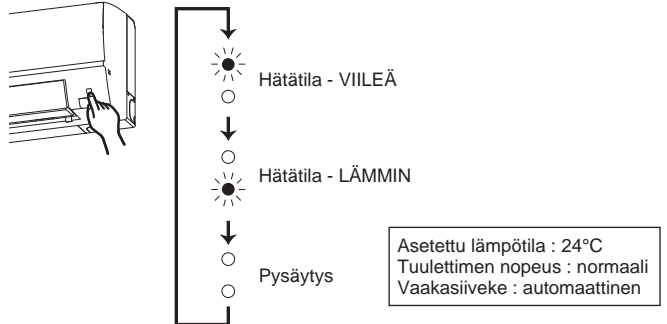 Hätätila - VIILEÄ
Hätätila - LÄMMIN
Pysäytys
Asetettu lämpötila : 24°C
Tuulettimen nopeus : normaali
Vaakasiiveke : automaattinen